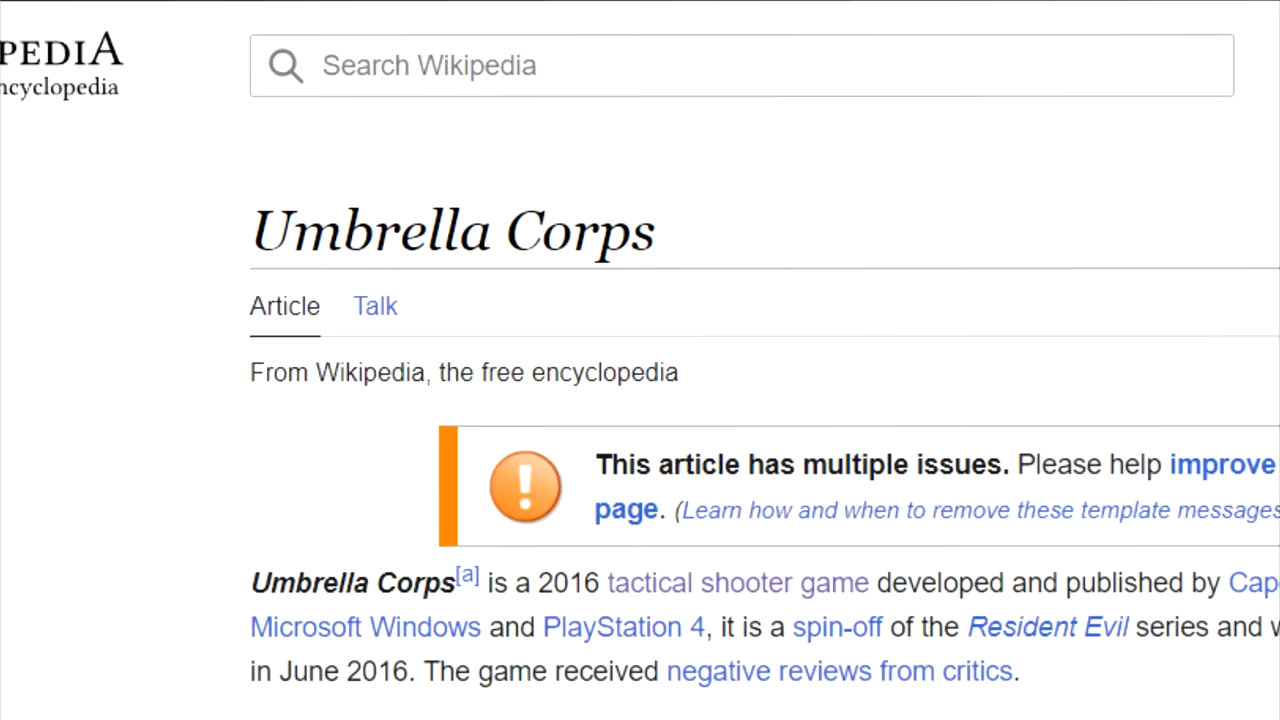 PEDIA
ncyclopedia
Search Wikipedia
Umbrella Corps
Article Talk
From Wikipedia, the free encyclopedia
This article has multiple issues. Please help improve
page. (Learn how and when to remove these template messages
Umbrella Corps[a] is a 2016 tactical shooter game developed and published by Cap
Microsoft Windows and PlayStation 4, it is a spin-off of the Resident Evil series and w
in June 2016. The game received negative reviews from critics.